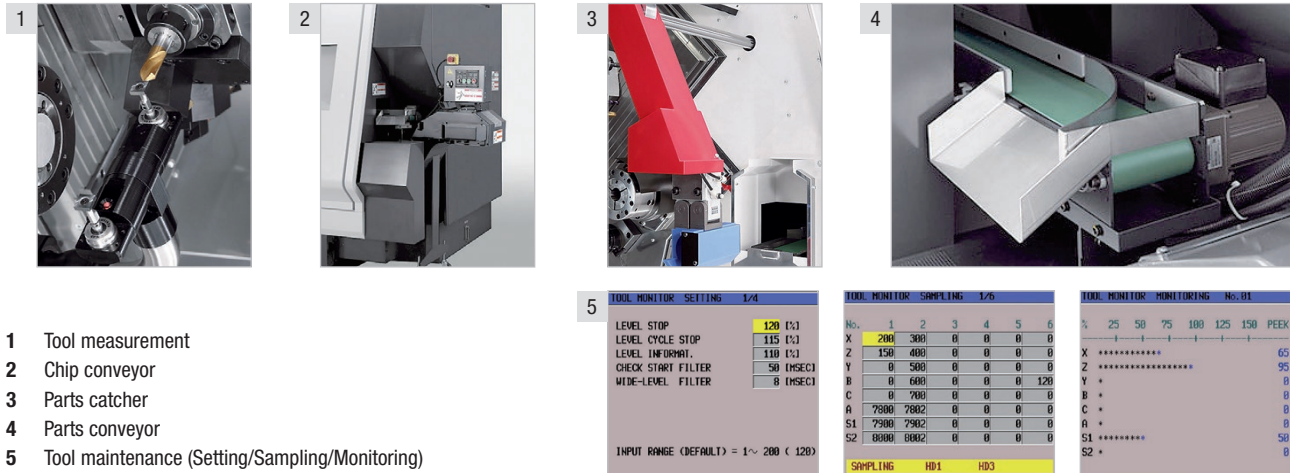 1
2
3
4
1 Tool measurement
2 Chip conveyor
3 Parts catcher
4 Parts conveyor
5 Tool maintenance (Setting/Sampling/Monitoring)
5
TOOL MONITOR SETTING 1/4
LEVEL STOP 120 [%]
LEVEL CYCLE STOP 115 [%]
LEVEL INFORMAT. 110 [%]
CHECK START FILTER 50 [MSEC]
WIDE-LEVEL FILTER 8 [MSEC]
INPUT RANGE (DEFAULT) = 1~ 200 ( 120)
TOOL MONITOR SAMPLING 1/6
No. 1 2 3 4 5 6
X 200 300 0 0 0 0
Z 150 400 0 0 0 0
Y 0 500 0 0 0 0
B 0 600 0 0 0 120
C 0 700 0 0 0 0
A 7800 7802 0 0 0 0
S1 7900 7902 0 0 0 0
S2 8000 8002 0 0 0 0
SAMPLING HD1 HD3
TOOL MONITOR MONITORING No.01
% 25 50 75 100 125 150 PEEK
X ************* 65
Z ******************* 95
Y * 0
B * 0
C * 0
A * 0
S1 ********** 50
S2 * 0